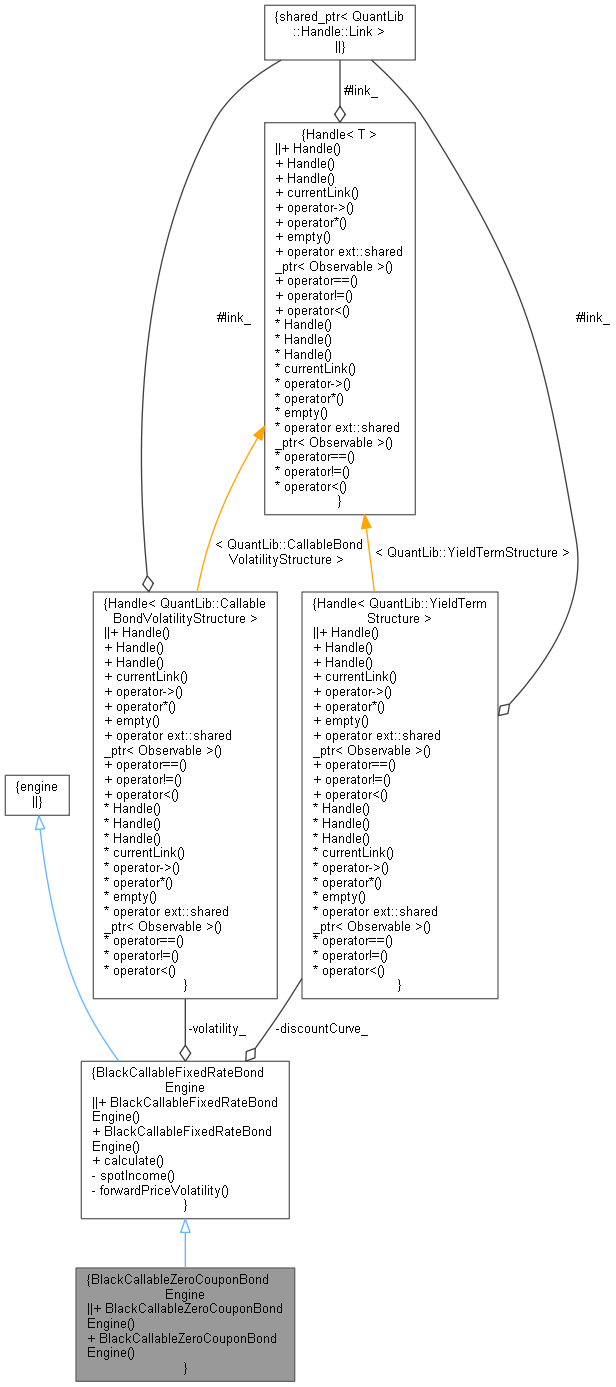 {shared_ptr< QuantLib
::Handle::Link >
||}
#link_
{Handle< T >
||+ Handle()
+ Handle()
+ Handle()
+ currentLink()
+ operator->()
+ operator*()
+ empty()
+ operator ext::shared
_ptr< Observable >()
+ operator==()
+ operator!=()
+ operator<()
* Handle()
* Handle()
* Handle()
* currentLink()
* operator->()
* operator*()
* empty()
* operator ext::shared
_ptr< Observable >()
* operator==()
* operator!=()
* operator<()
}
#link_
#link_
< QuantLib::CallableBond
VolatilityStructure >
< QuantLib::YieldTermStructure >
{Handle< QuantLib::Callable
BondVolatilityStructure >
||+ Handle()
+ Handle()
+ Handle()
+ currentLink()
+ operator->()
+ operator*()
+ empty()
+ operator ext::shared
_ptr< Observable >()
+ operator==()
+ operator!=()
+ operator<()
* Handle()
* Handle()
* Handle()
* currentLink()
* operator->()
* operator*()
* empty()
* operator ext::shared
_ptr< Observable >()
* operator==()
* operator!=()
* operator<()
}
{Handle< QuantLib::YieldTerm
Structure >
||+ Handle()
+ Handle()
+ Handle()
+ currentLink()
+ operator->()
+ operator*()
+ empty()
+ operator ext::shared
_ptr< Observable >()
+ operator==()
+ operator!=()
+ operator<()
* Handle()
* Handle()
* Handle()
* currentLink()
* operator->()
* operator*()
* empty()
* operator ext::shared
_ptr< Observable >()
* operator==()
* operator!=()
* operator<()
}
{engine
||}
-volatility_
-discountCurve_
{BlackCallableFixedRateBond
Engine
||+ BlackCallableFixedRateBond
Engine()
+ BlackCallableFixedRateBond
Engine()
+ calculate()
- spotIncome()
- forwardPriceVolatility()
}
{BlackCallableZeroCouponBond
Engine
||+ BlackCallableZeroCouponBond
Engine()
+ BlackCallableZeroCouponBond
Engine()
}